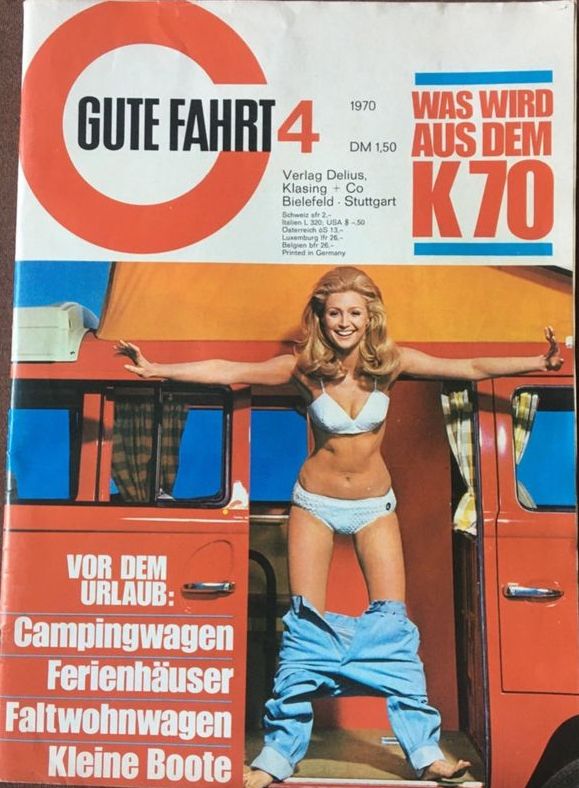 GUTE FAHRT 4
1970
DM 1,50
Verlag Delius,
Klasing + Co
Bielefeld · Stuttgart
Schweiz sfr 2,-
Italien L 320, USA $ -.50
Österreich öS 13,-
Luxemburg lfr 26,-
Belgien bfr 26,-
Printed in Germany
WAS WIRD
AUS DEM
K 70
VOR DEM
URLAUB:
Campingwagen
Ferienhäuser
Faltwohnwagen
Kleine Boote